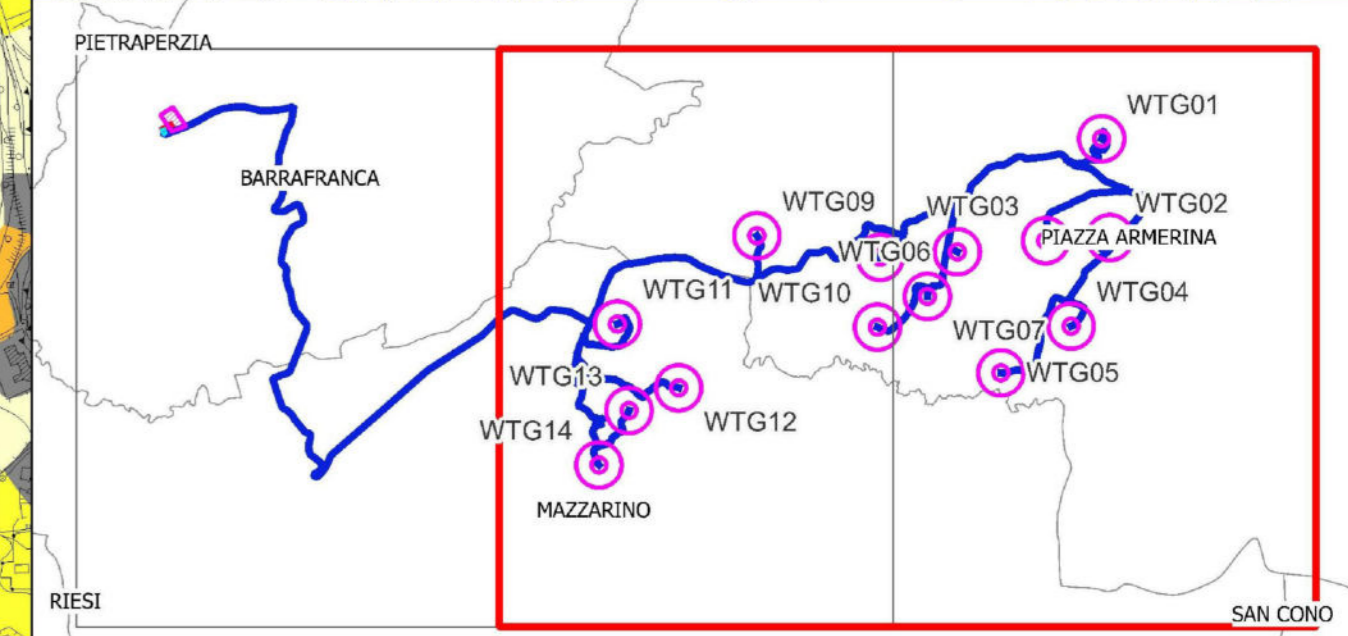 PIETRAPERZIA
WTG01
BARRAFRANCA
WTG09
WTG03
WTG02
PIAZZA ARMERINA
WTG06
WTG11
WTG10
WTG04
WTG07
WTG13
WTG05
WTG12
WTG14
MAZZARINO
RIESI
SAN CONO